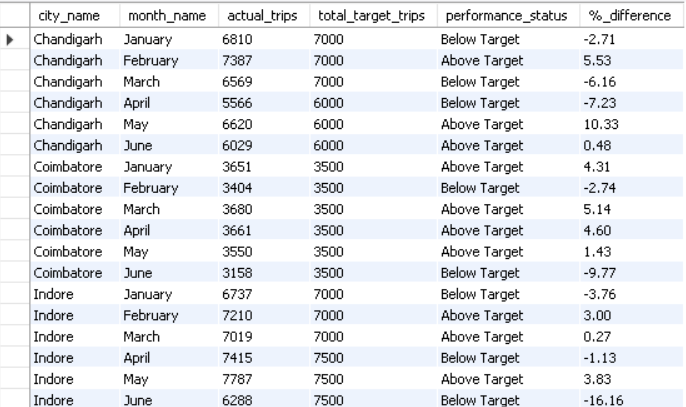 city_name month_name actual_trips total_target_trips performance_status %_difference
Chandigarh January 6810 7000 Below Target -2.71
Chandigarh February 7387 7000 Above Target 5.53
Chandigarh March 6569 7000 Below Target -6.16
Chandigarh April 5566 6000 Below Target -7.23
Chandigarh May 6620 6000 Above Target 10.33
Chandigarh June 6029 6000 Above Target 0.48
Coimbatore January 3651 3500 Above Target 4.31
Coimbatore February 3404 3500 Below Target -2.74
Coimbatore March 3680 3500 Above Target 5.14
Coimbatore April 3661 3500 Above Target 4.60
Coimbatore May 3550 3500 Above Target 1.43
Coimbatore June 3158 3500 Below Target -9.77
Indore January 6737 7000 Below Target -3.76
Indore February 7210 7000 Above Target 3.00
Indore March 7019 7000 Above Target 0.27
Indore April 7415 7500 Below Target -1.13
Indore May 7787 7500 Above Target 3.83
Indore June 6288 7500 Below Target -16.16